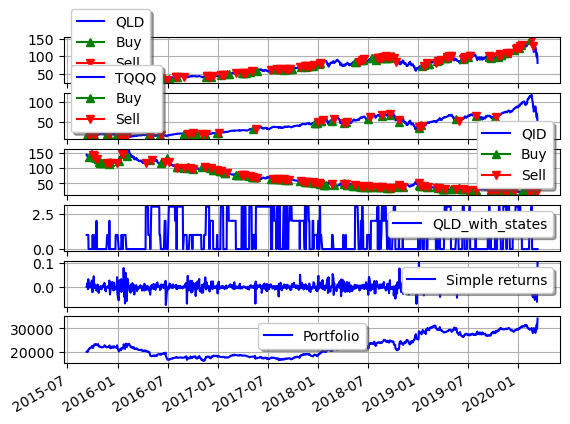 QLD
Buy
Sell
150
100
50
TQQQ
Buy
Sell
100
50
QID
Buy
Sell
150
100
50
QLD_with_states
2.5
0.0
Simple returns
0.1
0.0
Portfolio
30000
20000
2015-07
2016-01
2016-07
2017-01
2017-07
2018-01
2018-07
2019-01
2019-07
2020-01